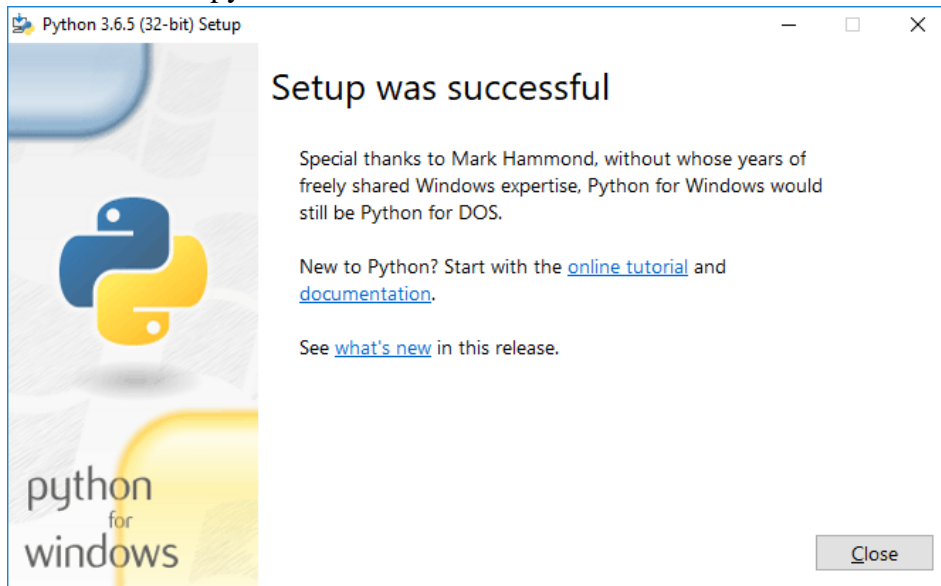 Python 3.6.5 (32-bit) Setup
Setup was successful
Special thanks to Mark Hammond, without whose years of
freely shared Windows expertise, Python for Windows would
still be Python for DOS.
New to Python? Start with the online tutorial and
documentation.
See what's new in this release.
python
for
windows
Close